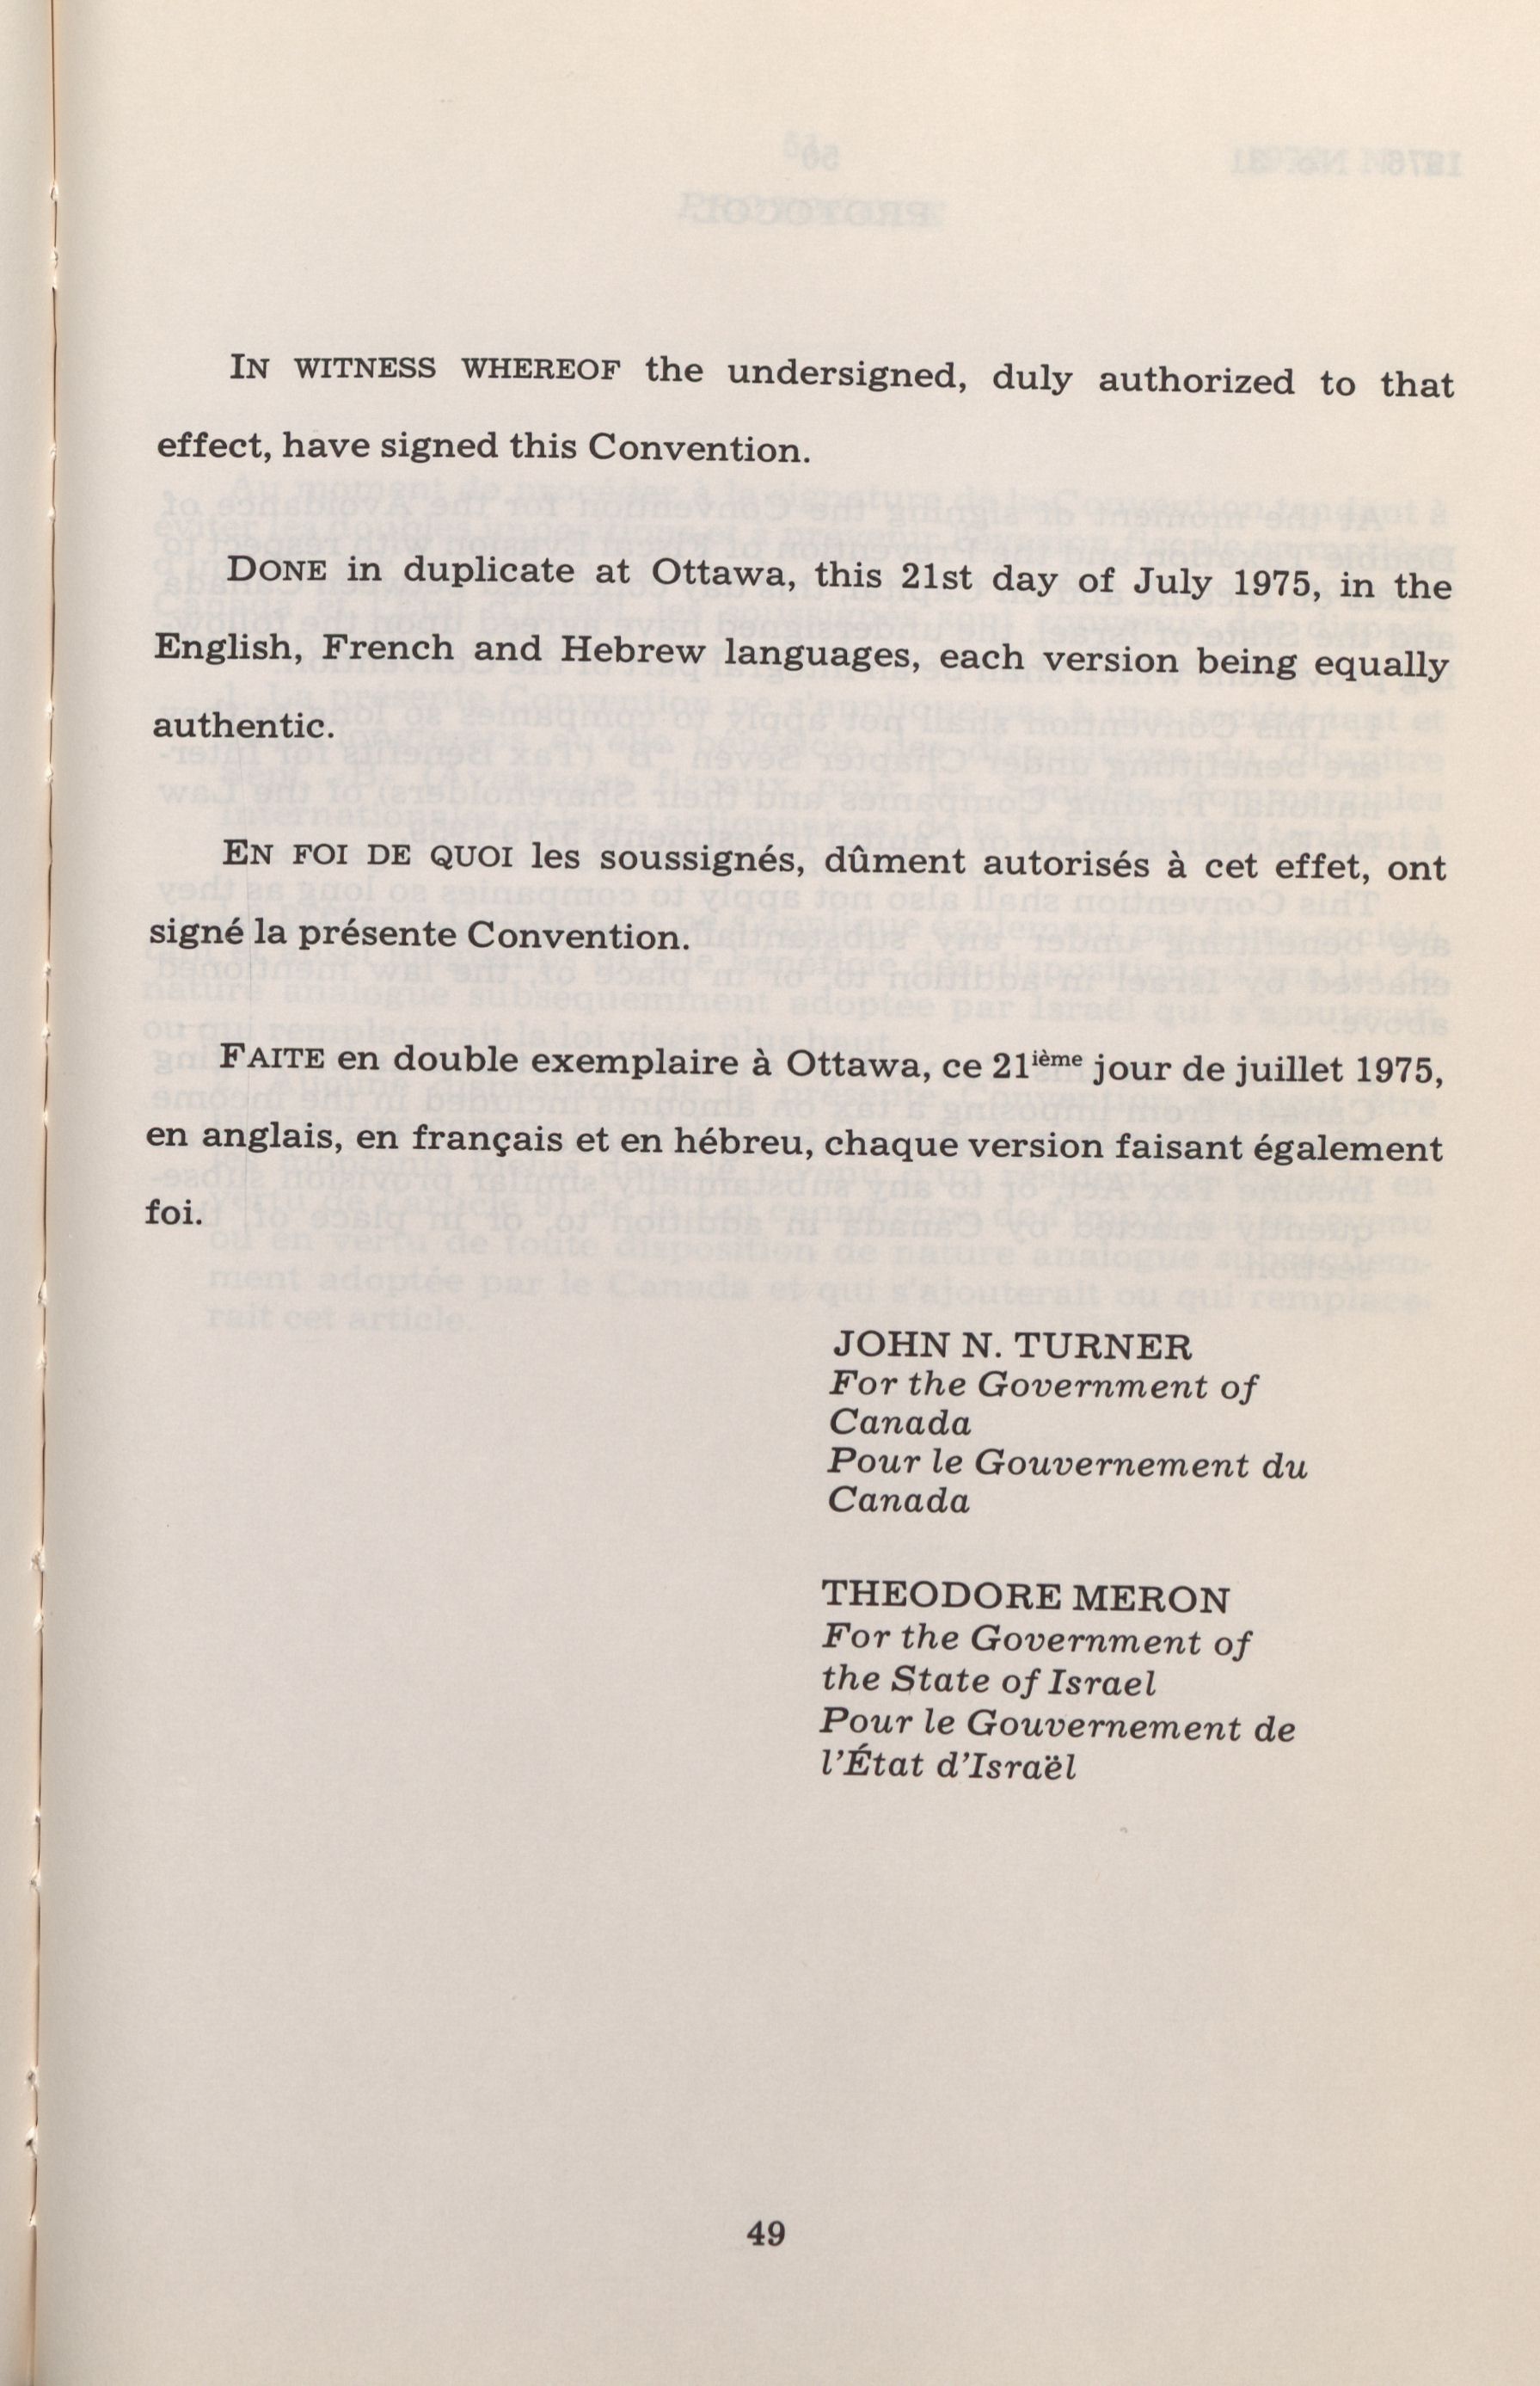 IN WITNESS WHEREOF the undersigned, duly authorized to that
effect, have signed this Convention.
DONE in duplicate at Ottawa, this 21st day of July 1975, in the
English, French and Hebrew languages, each version being equally
authentic.
EN FOI DE QUOI les soussignés, dûment autorisés à cet effet, ont
signé la présente Convention.
FAITE en double exemplaire à Ottawa, ce 21ième jour de juillet 1975,
en anglais, en français et en hébreu, chaque version faisant également
foi.
JOHN N. TURNER
For the Government of
Canada
Pour le Gouvernement du
Canada
THEODORE MERON
For the Government of
the State of Israel
Pour le Gouvernement de
l'État d'Israël
49